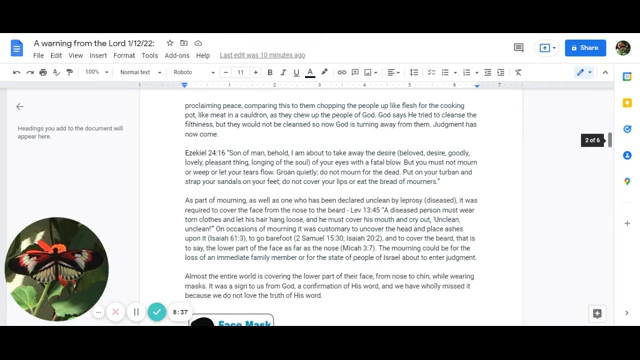 A warning from the Lord 1/12/22:
File Edit View Insert Format Tools Add-ons Help Last edit was 10 minutes ago
Share
100% Normal text Roboto 11
Headings you add to the document will
appear here.
2 of 6
proclaiming peace, comparing this to them chopping the people up like flesh for the cooking
pot, like meat in a cauldron, as they chew up the people of God. God says He tried to cleanse the
filthiness, but they would not be cleansed so now God is turning away from them. Judgment has
now come.
Ezekiel 24:16 “Son of man, behold, I am about to take away the desire (beloved, desire, goodly,
lovely, pleasant thing, longing of the soul) of your eyes with a fatal blow. But you must not mourn
or weep or let your tears flow. Groan quietly; do not mourn for the dead. Put on your turban and
strap your sandals on your feet; do not cover your lips or eat the bread of mourners.”
As part of mourning, as well as one who has been declared unclean by leprosy (diseased), it
was required to cover the face from the nose to the beard - Lev 13:45 “A diseased person must wear
torn clothes and let his hair hang loose, and he must cover his mouth and cry out, ‘Unclean,
unclean!’” On occasions of mourning it was customary to uncover the head and place ashes
upon it (Isaiah 61:3), to go barefoot (2 Samuel 15:30; Isaiah 20:2), and to cover the beard, that is
to say, the lower part of the face as far as the nose (Micah 3:7). The mourning could be for the
loss of an immediate family member or for the state of people of Israel about to enter judgment.
Almost the entire world is covering the lower part of their face, from nose to chin, while wearing
masks. It was a sign to us from God, a confirmation of His word, and we have wholly missed it
because we do not love the truth of His word.
Face Mask
8:37